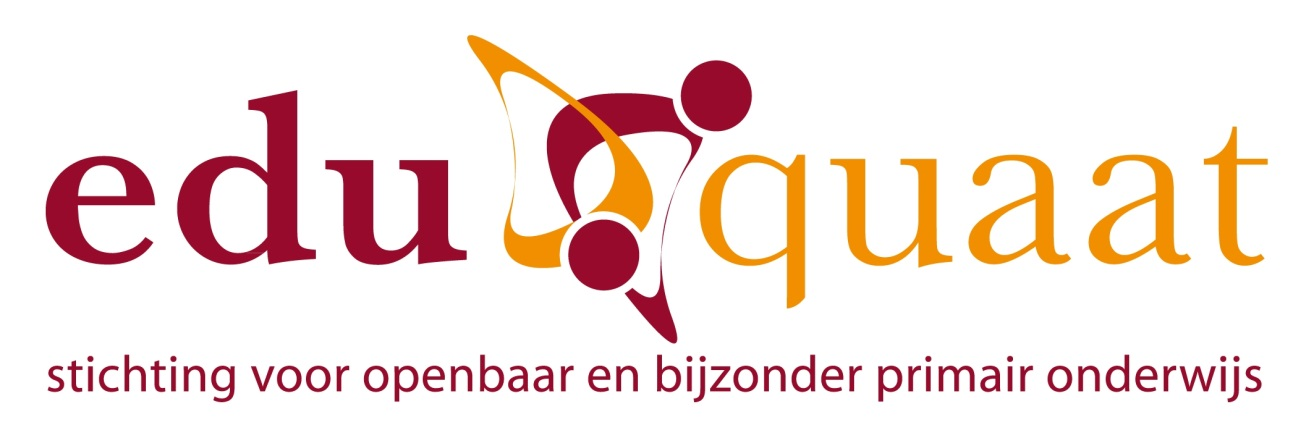 edu quaat
stichting voor openbaar en bijzonder primair onderwijs